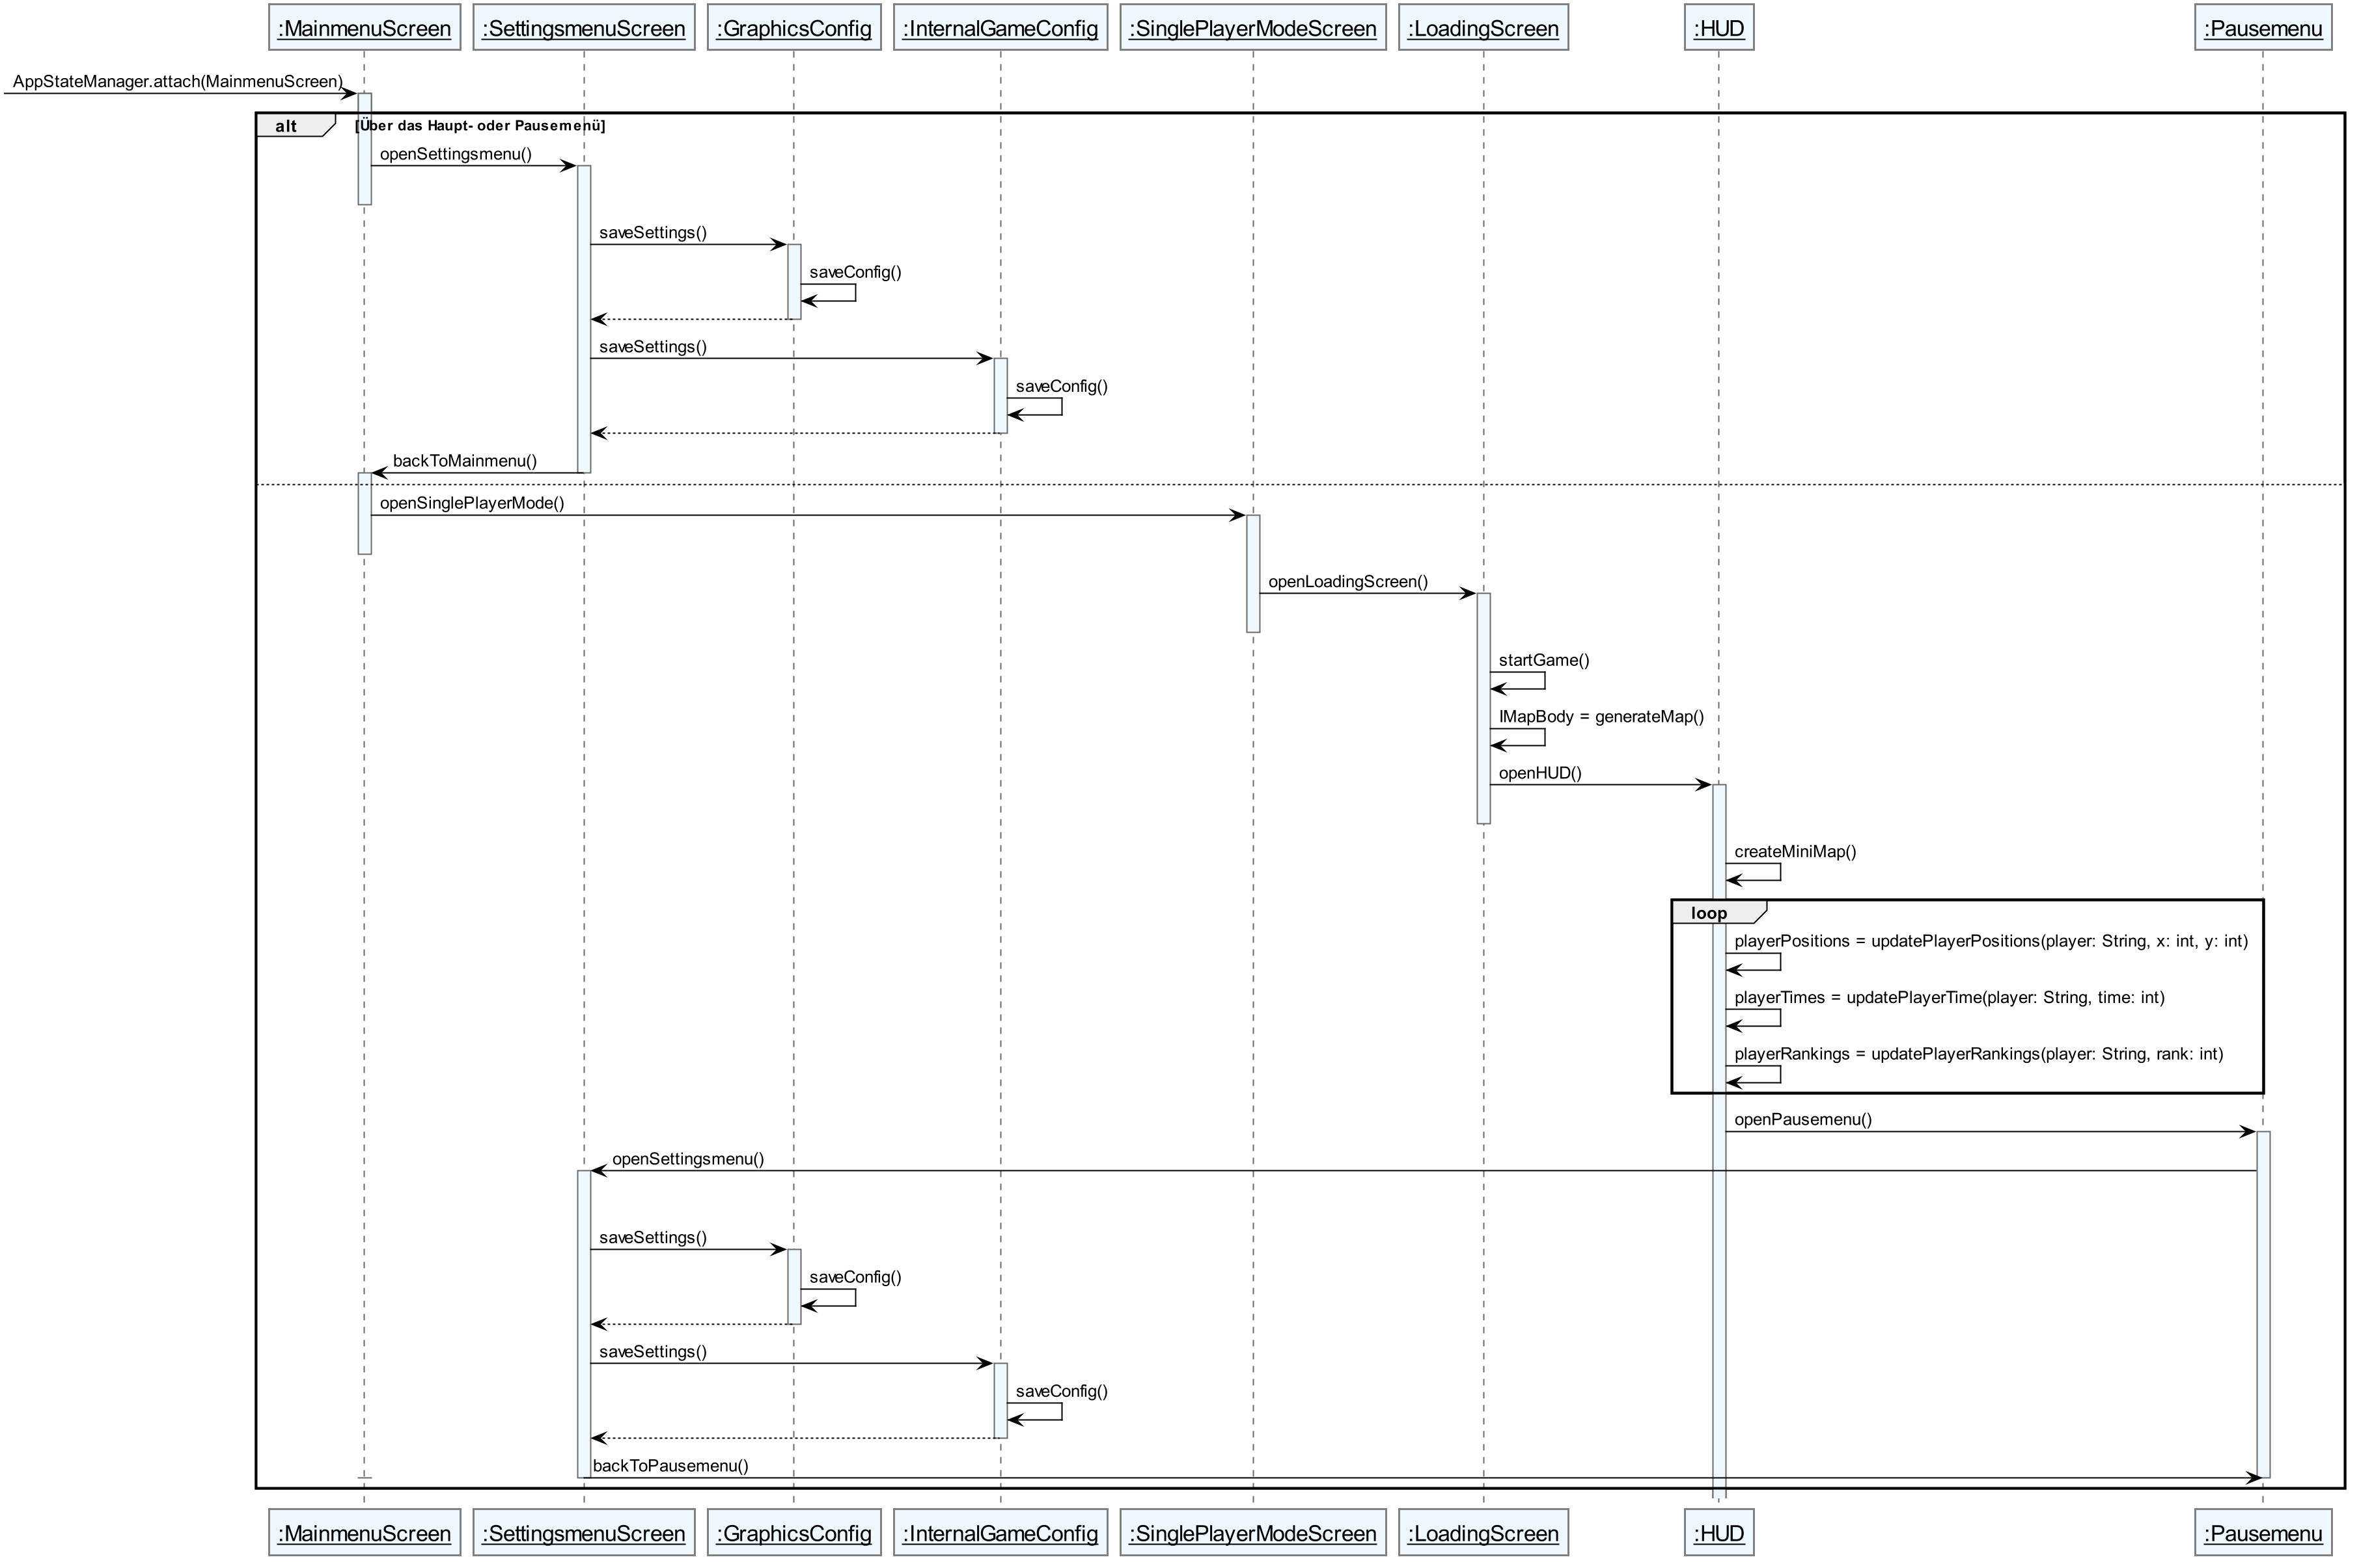 :MainmenuScreen
:SettingsmenuScreen
:GraphicsConfig
:InternalGameConfig
:SinglePlayerModeScreen
:LoadingScreen
:HUD
:Pausemenu
AppStateManager.attach(MainmenuScreen)
alt
[Über das Haupt- oder Pausemenü]
openSettingsmenu()
saveSettings()
saveConfig()
saveSettings()
saveConfig()
backToMainmenu()
openSinglePlayerMode()
openLoadingScreen()
startGame()
IMapBody = generateMap()
openHUD()
createMiniMap()
loop
playerPositions = updatePlayerPositions(player: String, x: int, y: int)
playerTimes = updatePlayerTime(player: String, time: int)
playerRankings = updatePlayerRankings(player: String, rank: int)
openPausemenu()
openSettingsmenu()
saveSettings()
saveConfig()
saveSettings()
saveConfig()
backToPausemenu()
:MainmenuScreen
:SettingsmenuScreen
:GraphicsConfig
:InternalGameConfig
:SinglePlayerModeScreen
:LoadingScreen
:HUD
:Pausemenu